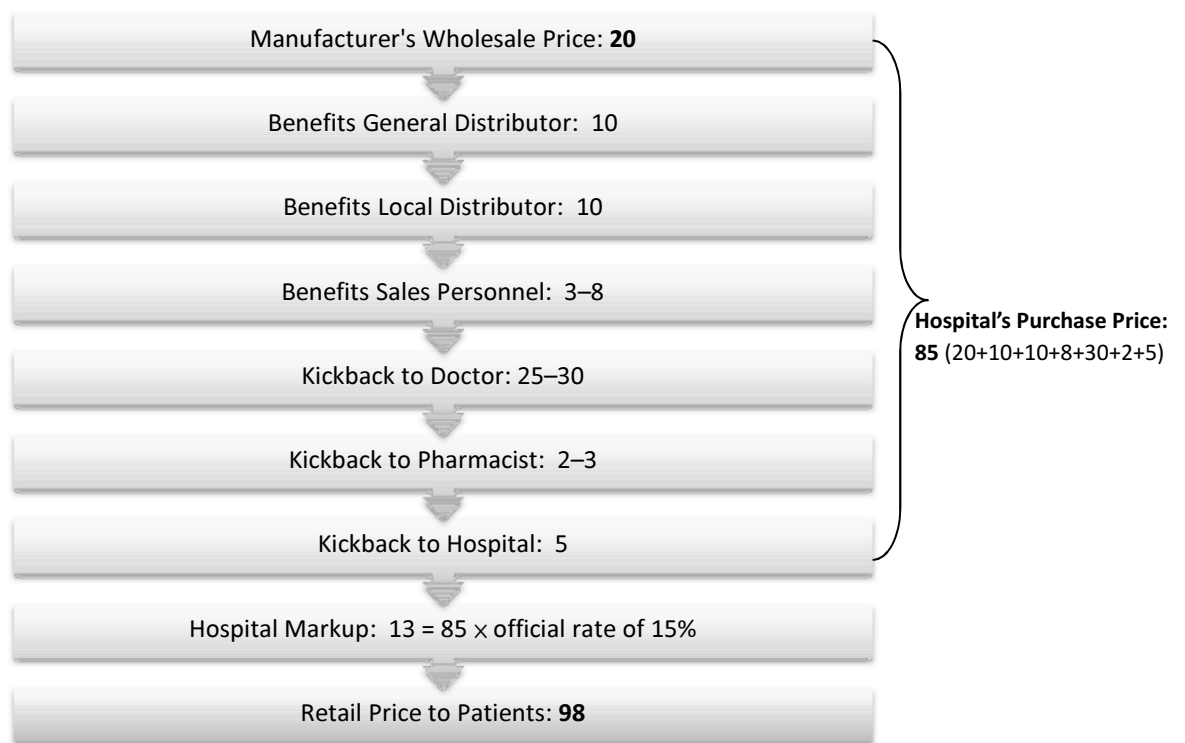 Manufacturer's Wholesale Price: 20
Benefits General Distributor: 10
Benefits Local Distributor: 10
Benefits Sales Personnel: 3–8
Kickback to Doctor: 25–30
Kickback to Pharmacist: 2–3
Kickback to Hospital: 5
Hospital Markup: 13 = 85 × official rate of 15%
Retail Price to Patients: 98
Hospital’s Purchase Price:
85 (20+10+10+8+30+2+5)